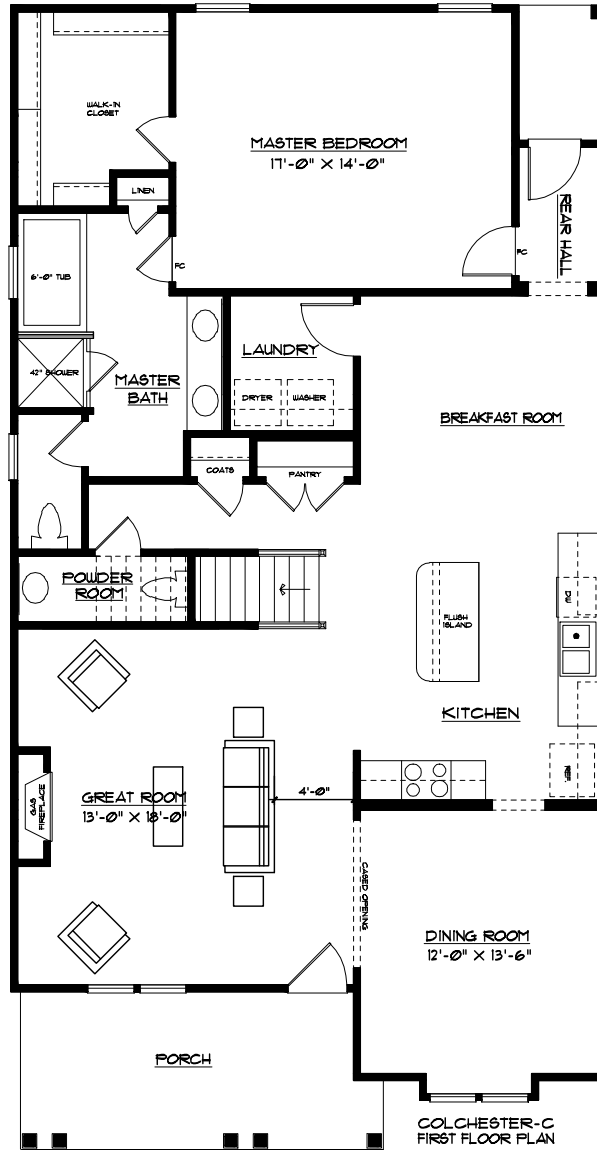 WALK-IN
CLOSET
MASTER BEDROOM
17'-0" X 14'-0"
LINEN
REAR HALL
6'-0" TUB
FC
FC
LAUNDRY
42" SHOWER
MASTER
BATH
DRYER
WASHER
BREAKFAST ROOM
COATS
PANTRY
POWDER
ROOM
DW
FLUSH
ISLAND
KITCHEN
REF.
GREAT ROOM
13'-0" X 18'-0"
4'-0"
GAS
FIREPLACE
CASED OPENING
DINING ROOM
12'-0" X 13'-6"
PORCH
COLCHESTER-C
FIRST FLOOR PLAN